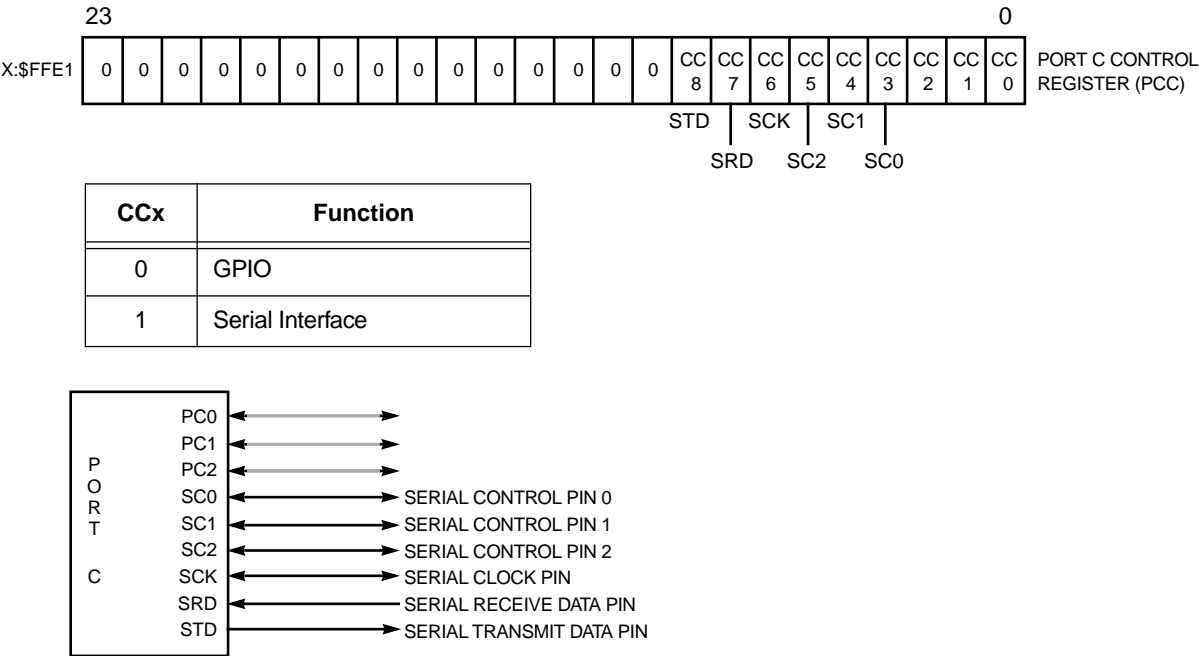 23 0
X:$FFE1 0 0 0 0 0 0 0 0 0 0 0 0 0 0 0 CC 8 CC 7 CC 6 CC 5 CC 4 CC 3 CC 2 CC 1 CC 0 PORT C CONTROL REGISTER (PCC)
STD SCK SC1
SRD SC2 SC0
CCx Function
0 GPIO
1 Serial Interface
PORT C
PC0
PC1
PC2
SC0 SERIAL CONTROL PIN 0
SC1 SERIAL CONTROL PIN 1
SC2 SERIAL CONTROL PIN 2
SCK SERIAL CLOCK PIN
SRD SERIAL RECEIVE DATA PIN
STD SERIAL TRANSMIT DATA PIN